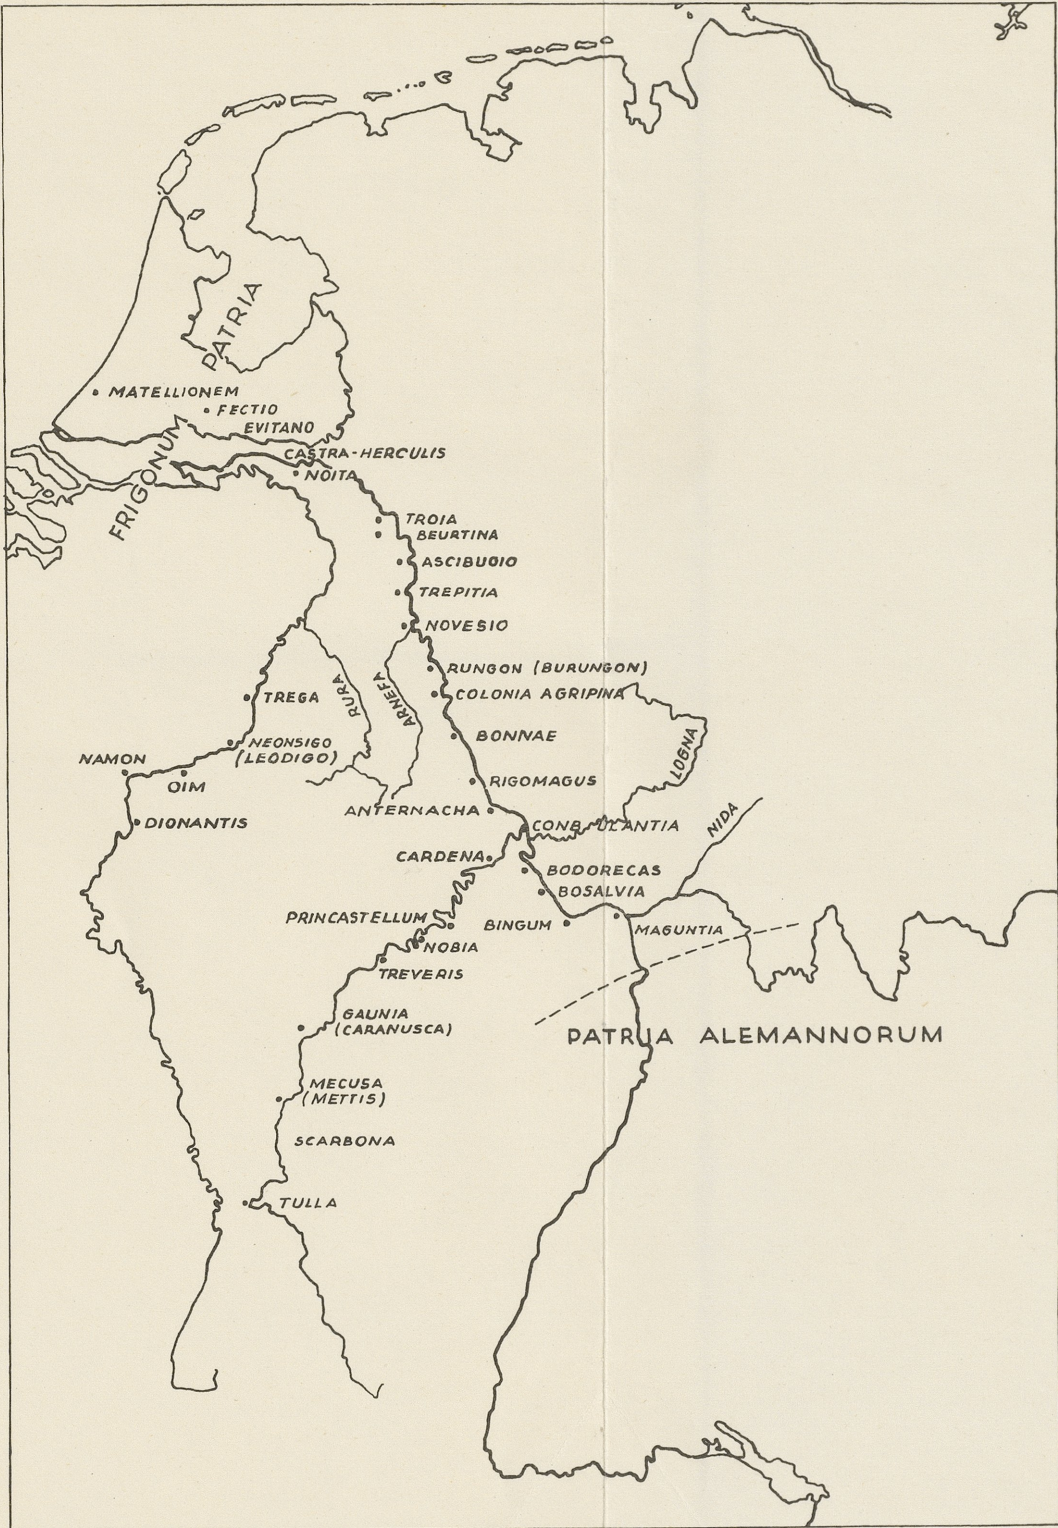 PATRIA
MATELLIONEM
FECTIO
EVITANO
FRIGONUM
CASTRA-HERCULIS
NOITA
TROIA
BEURTINA
ASCIBUGIO
TREPITIA
NOVESIO
RUNGON (BURUNGON)
RURA
ARNEFA
TREGA
COLONIA AGRIPINA
LOGNA
BONNAE
NEONSIGO
(LEODIGO)
NAMON
OIM
RIGOMAGUS
ANTERNACHA
NIDA
DIONANTIS
CONBULANTIA
CARDENA
BODORECAS
BOSALVIA
PRINCASTELLUM
BINGUM
MAGUNTIA
NOBIA
TREVERIS
GAUNIA
(CARANUSCA)
PATRIA ALEMANNORUM
MECUSA
(METTIS)
SCARBONA
TULLA